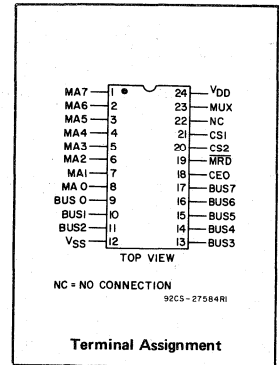 MA7 1 24 VDD
MA6 2 23 MUX
MA5 3 22 NC
MA4 4 21 CS1
MA3 5 20 CS2
MA2 6 19 MRD
MA1 7 18 CEO
MA 0 8 17 BUS7
BUS 0 9 16 BUS6
BUS1 10 15 BUS5
BUS2 11 14 BUS4
VSS 12 13 BUS3
TOP VIEW
NC = NO CONNECTION
92CS-27584R1
Terminal Assignment